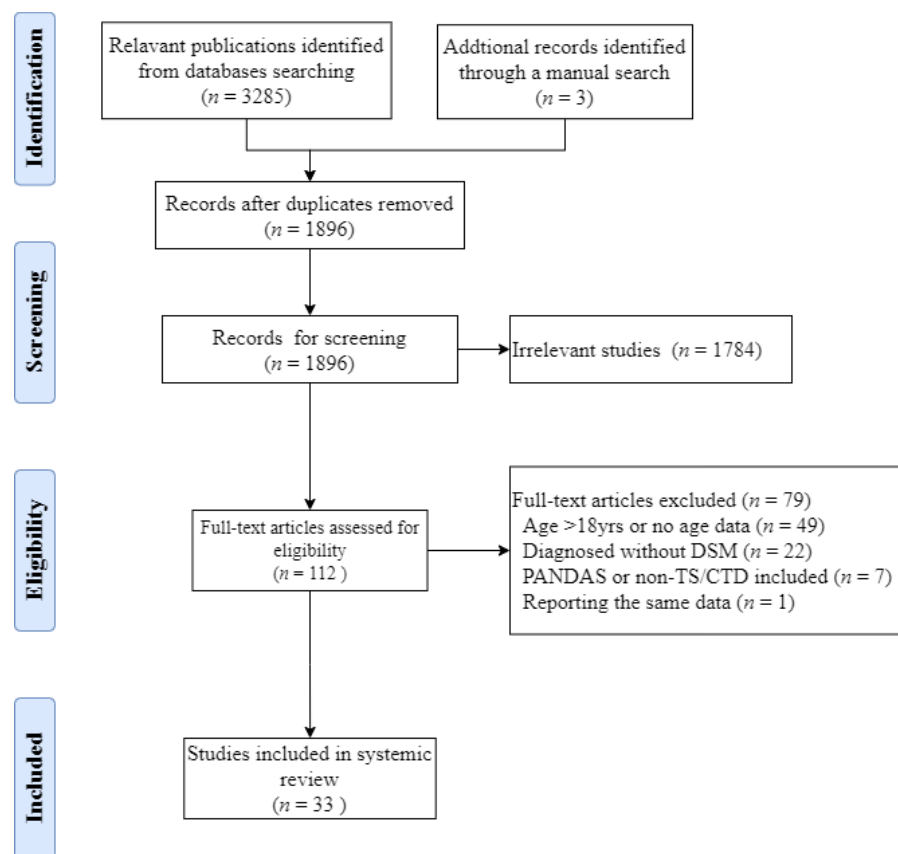 Identification
Relavant publications identified
from databases searching
(n = 3285)
Addtional records identified
through a manual search
(n = 3)
Records after duplicates removed
(n = 1896)
Screening
Records for screening
(n = 1896)
Irrelevant studies (n = 1784)
Eligibility
Full-text articles assessed for
eligibility
(n = 112 )
Full-text articles excluded (n = 79)
Age >18yrs or no age data (n = 49)
Diagnosed without DSM (n = 22)
PANDAS or non-TS/CTD included (n = 7)
Reporting the same data (n = 1)
Included
Studies included in systemic
review
(n = 33 )